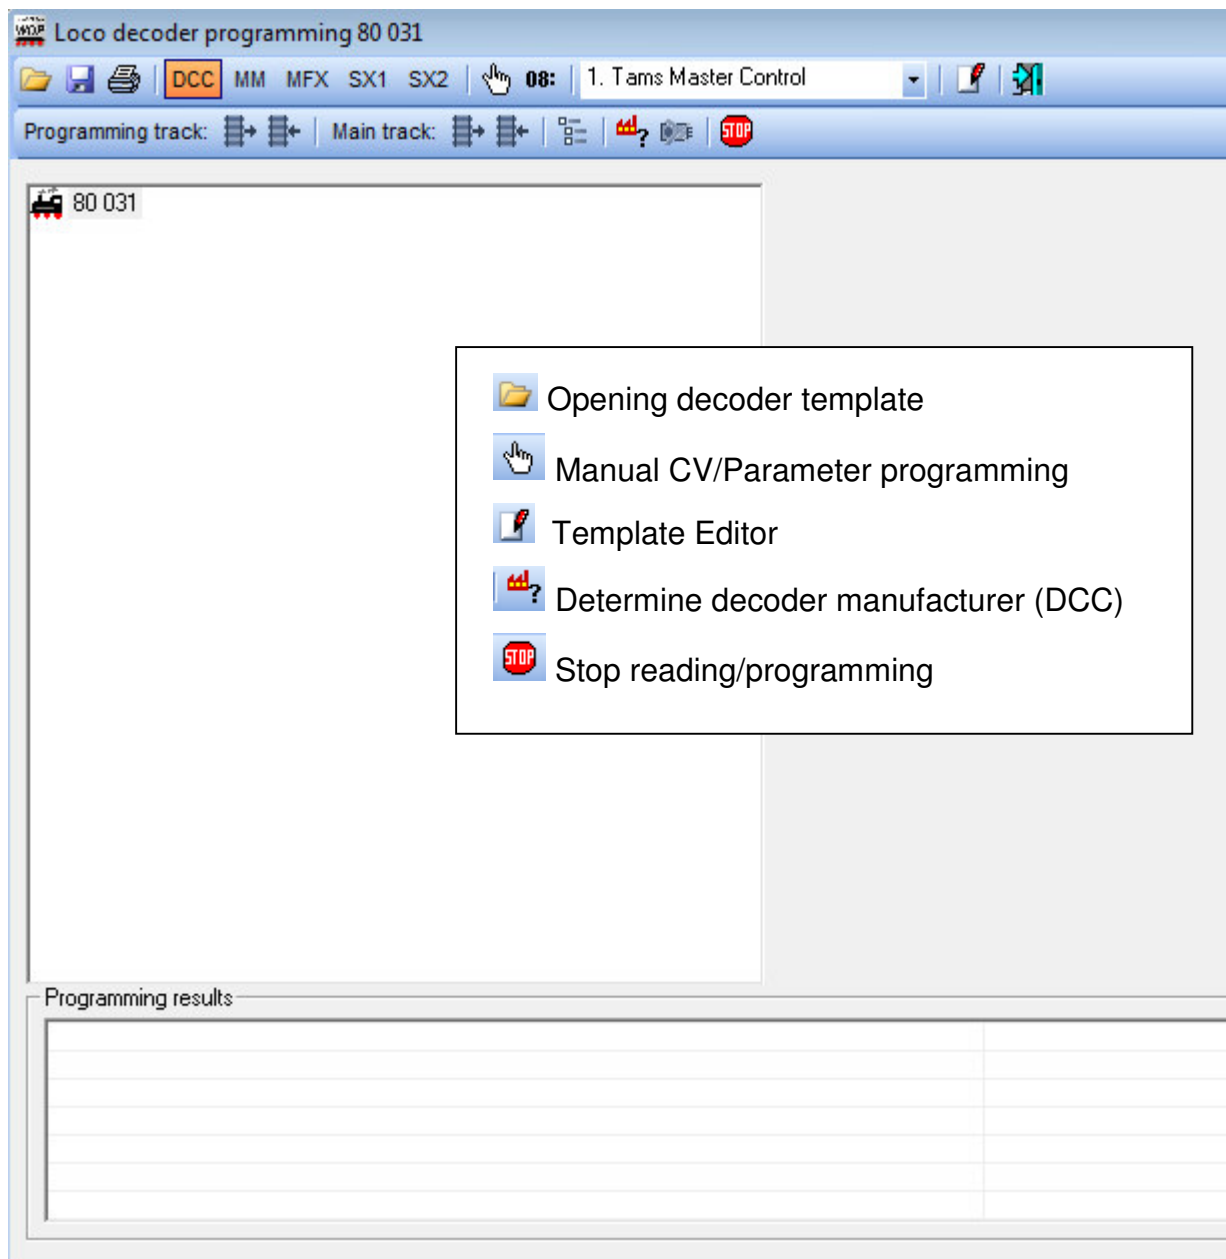 Loco decoder programming 80 031
DCC MM MFX SX1 SX2 08: 1. Tams Master Control
Programming track: Main track: ? STOP
80 031
Opening decoder template
Manual CV/Parameter programming
Template Editor
? Determine decoder manufacturer (DCC)
STOP Stop reading/programming
Programming results